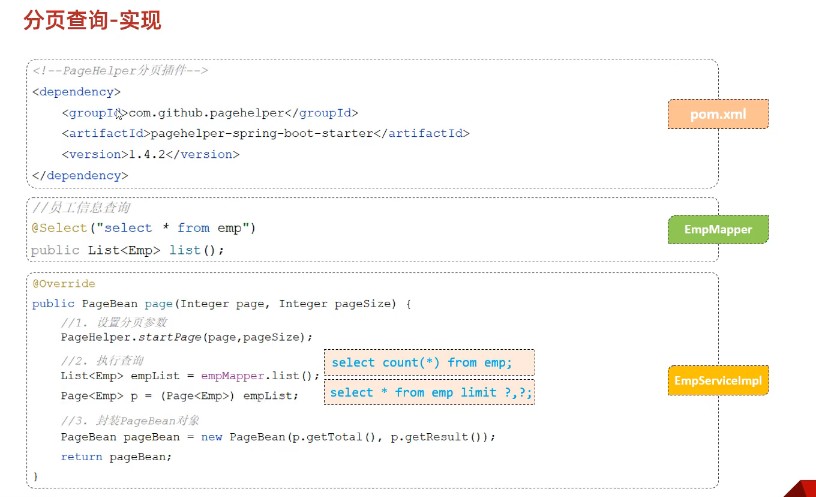 分页查询-实现
<!--PageHelper分页插件-->
<dependency>
<groupId>com.github.pagehelper</groupId>
<artifactId>pagehelper-spring-boot-starter</artifactId>
<version>1.4.2</version>
</dependency>
pom.xml
//员工信息查询
@Select("select * from emp")
public List<Emp> list();
EmpMapper
@Override
public PageBean page(Integer page, Integer pageSize) {
//1. 设置分页参数
PageHelper.startPage(page,pageSize);
//2. 执行查询
List<Emp> empList = empMapper.list();
select count(*) from emp;
Page<Emp> p = (Page<Emp>) empList;
select * from emp limit ?,?;
//3. 封装PageBean对象
PageBean pageBean = new PageBean(p.getTotal(), p.getResult());
return pageBean;
}
EmpServiceImpl